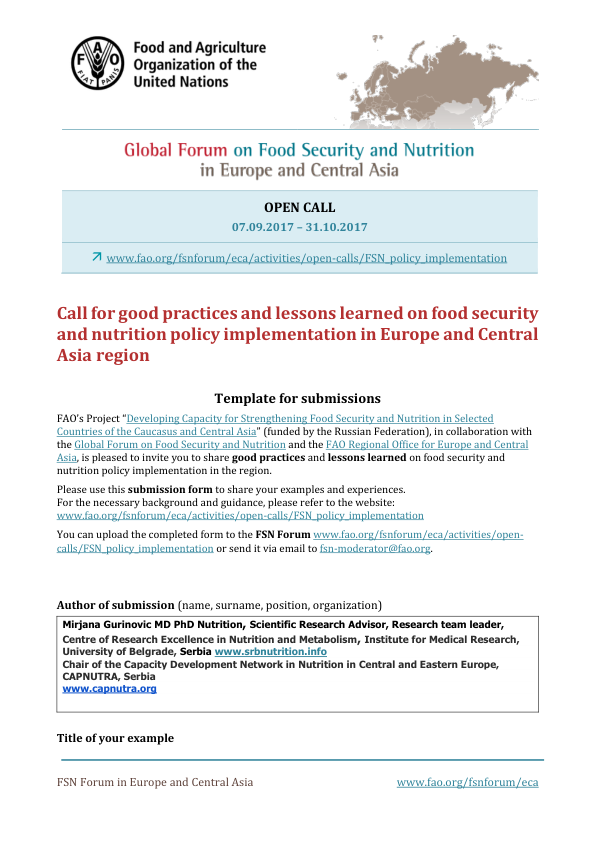 Food and Agriculture
Organization of the
United Nations
F A O
FIAT PANIS
Global Forum on Food Security and Nutrition
in Europe and Central Asia
OPEN CALL
07.09.2017 – 31.10.2017
www.fao.org/fsnforum/eca/activities/open-calls/FSN_policy_implementation
Call for good practices and lessons learned on food security
and nutrition policy implementation in Europe and Central
Asia region
Template for submissions
FAO's Project “Developing Capacity for Strengthening Food Security and Nutrition in Selected
Countries of the Caucasus and Central Asia” (funded by the Russian Federation), in collaboration with
the Global Forum on Food Security and Nutrition and the FAO Regional Office for Europe and Central
Asia, is pleased to invite you to share good practices and lessons learned on food security and
nutrition policy implementation in the region.
Please use this submission form to share your examples and experiences.
For the necessary background and guidance, please refer to the website:
www.fao.org/fsnforum/eca/activities/open-calls/FSN_policy_implementation
You can upload the completed form to the FSN Forum www.fao.org/fsnforum/eca/activities/open-
calls/FSN_policy_implementation or send it via email to fsn-moderator@fao.org.
Author of submission (name, surname, position, organization)
Mirjana Gurinovic MD PhD Nutrition, Scientific Research Advisor, Research team leader,
Centre of Research Excellence in Nutrition and Metabolism, Institute for Medical Research,
University of Belgrade, Serbia www.srbnutrition.info
Chair of the Capacity Development Network in Nutrition in Central and Eastern Europe,
CAPNUTRA, Serbia
www.capnutra.org
Title of your example
FSN Forum in Europe and Central Asia
www.fao.org/fsnforum/eca